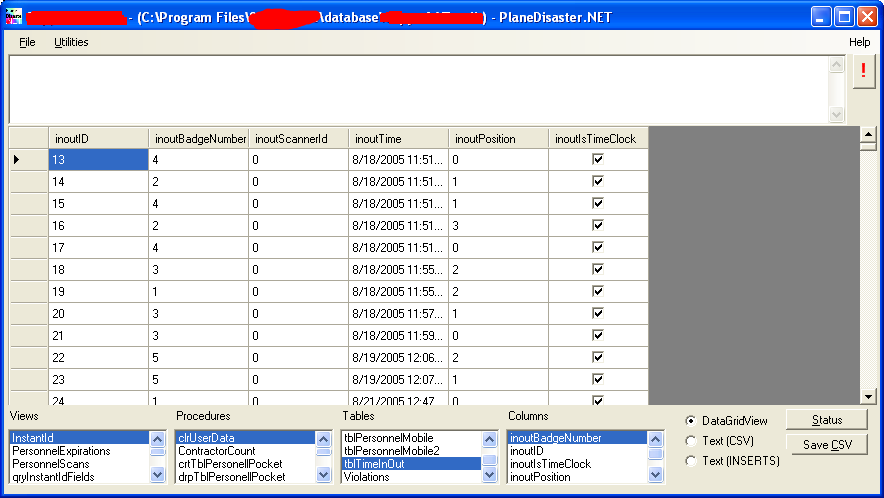 - (C:\Program Files\ \database\ ) - PlaneDisaster.NET
File Utilities Help
!
inoutID inoutBadgeNumber inoutScannerId inoutTime inoutPosition inoutIsTimeClock
13 4 0 8/18/2005 11:51... 0
14 2 0 8/18/2005 11:51... 1
15 4 0 8/18/2005 11:51... 1
16 2 0 8/18/2005 11:51... 3
17 4 0 8/18/2005 11:51... 0
18 3 0 8/18/2005 11:55... 2
19 1 0 8/18/2005 11:55... 2
20 3 0 8/18/2005 11:57... 1
21 3 0 8/18/2005 11:59... 0
22 5 0 8/19/2005 12:06... 2
23 5 0 8/19/2005 12:07... 1
24 1 0 8/21/2005 12:47 0
Views Procedures Tables Columns
InstantId clrUserData tblPersonnelMobile inoutBadgeNumber
PersonnelExpirations ContractorCount tblPersonnelMobile2 inoutID
PersonnelScans crtTblPersonellPocket tblTimeInOut inoutIsTimeClock
qryInstantIdFields drpTblPersonellPocket Violations inoutPosition
DataGridView Status
Text (CSV) Save CSV
Text (INSERTS)